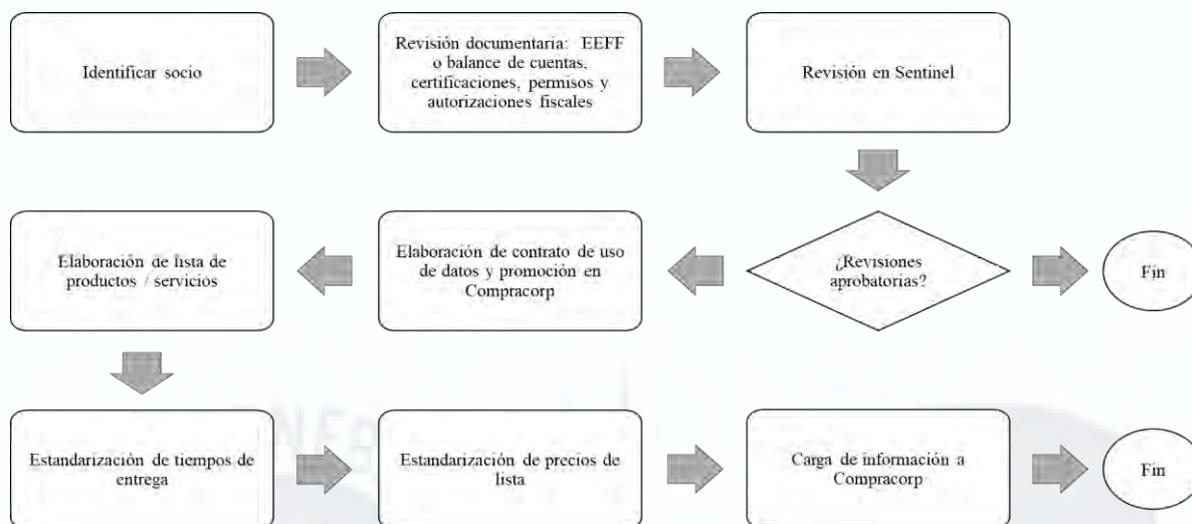 Identificar socio
Revisión documentaria: EEFF
o balance de cuentas,
certificaciones, permisos y
autorizaciones fiscales
Revisión en Sentinel
¿Revisiones
aprobatorias?
Fin
Elaboración de contrato de uso
de datos y promoción en
Compracorp
Elaboración de lista de
productos / servicios
Estandarización de tiempos de
entrega
Estandarización de precios de
lista
Carga de información a
Compracorp
Fin